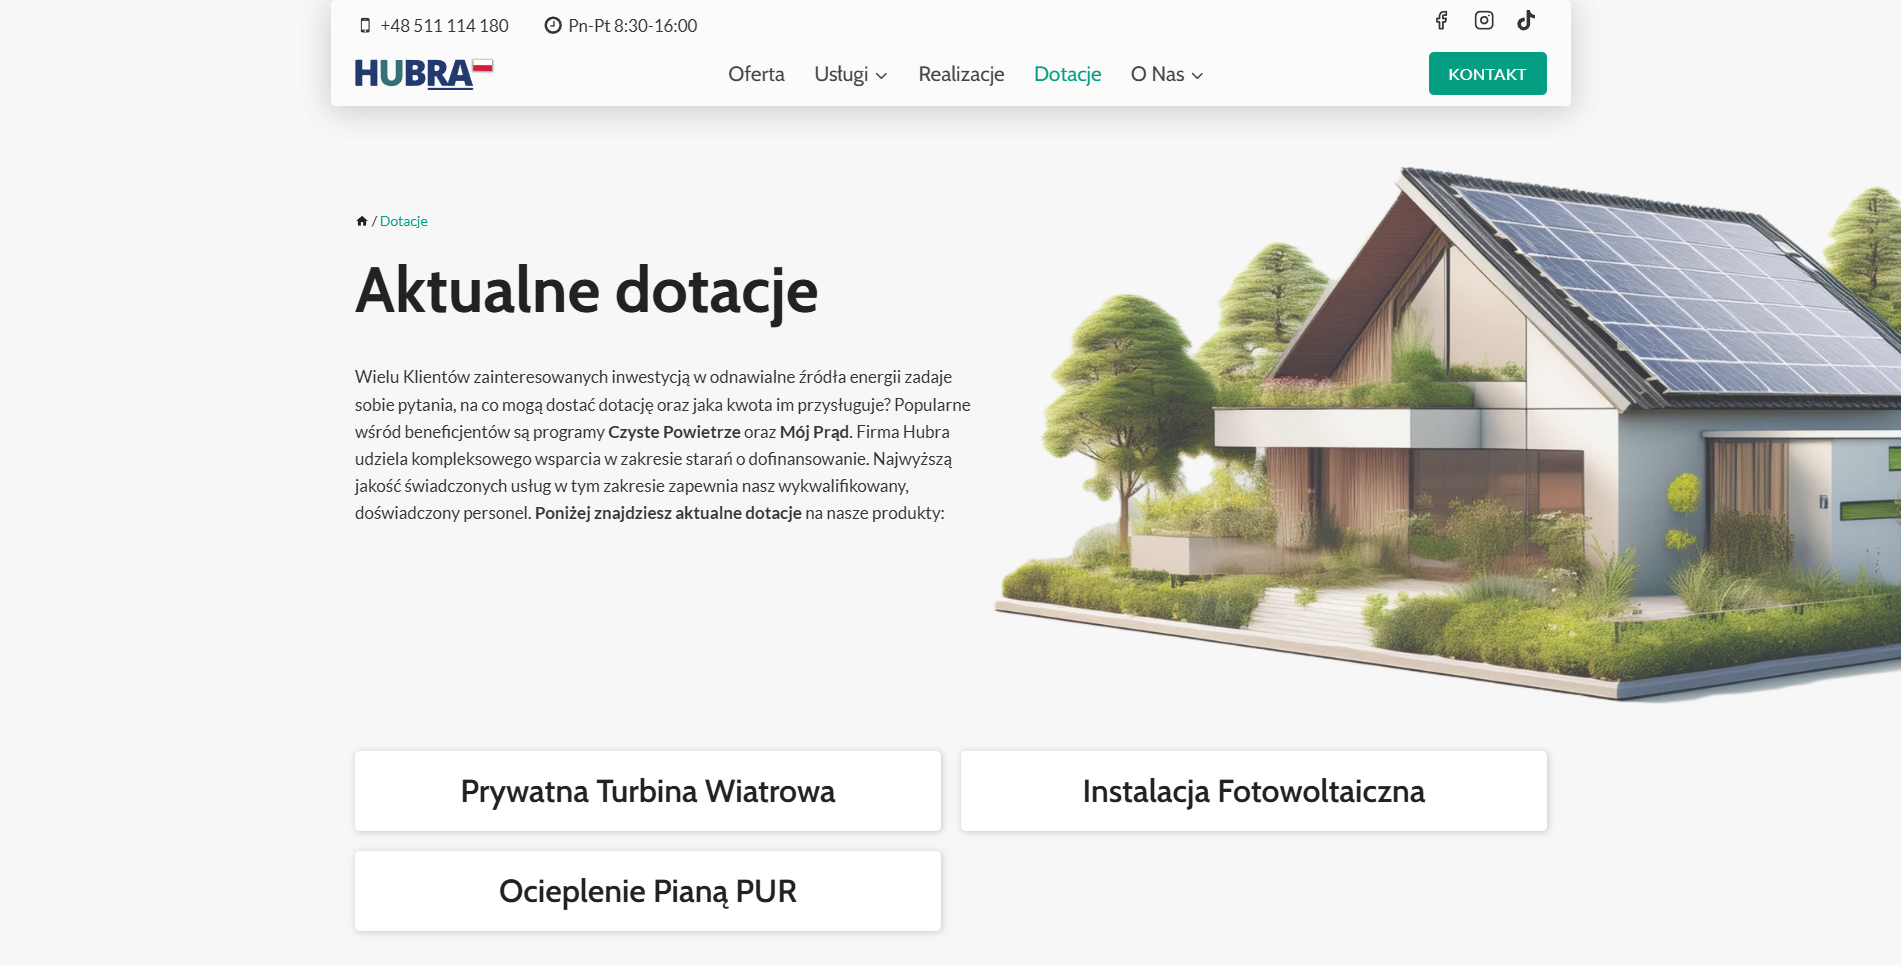 +48 511 114 180
Pn-Pt 8:30-16:00
HUBRA
Oferta
Usługi
Realizacje
Dotacje
O Nas
KONTAKT
/ Dotacje
Aktualne dotacje
Wielu Klientów zainteresowanych inwestycją w odnawialne źródła energii zadaje
sobie pytania, na co mogą dostać dotację oraz jaka kwota im przysługuje? Popularne
wśród beneficjentów są programy Czyste Powietrze oraz Mój Prąd. Firma Hubra
udziela kompleksowego wsparcia w zakresie starań o dofinansowanie. Najwyższą
jakość świadczonych usług w tym zakresie zapewnia nasz wykwalifikowany,
doświadczony personel. Poniżej znajdziesz aktualne dotacje na nasze produkty:
Prywatna Turbina Wiatrowa
Instalacja Fotowoltaiczna
Ocieplenie Pianą PUR